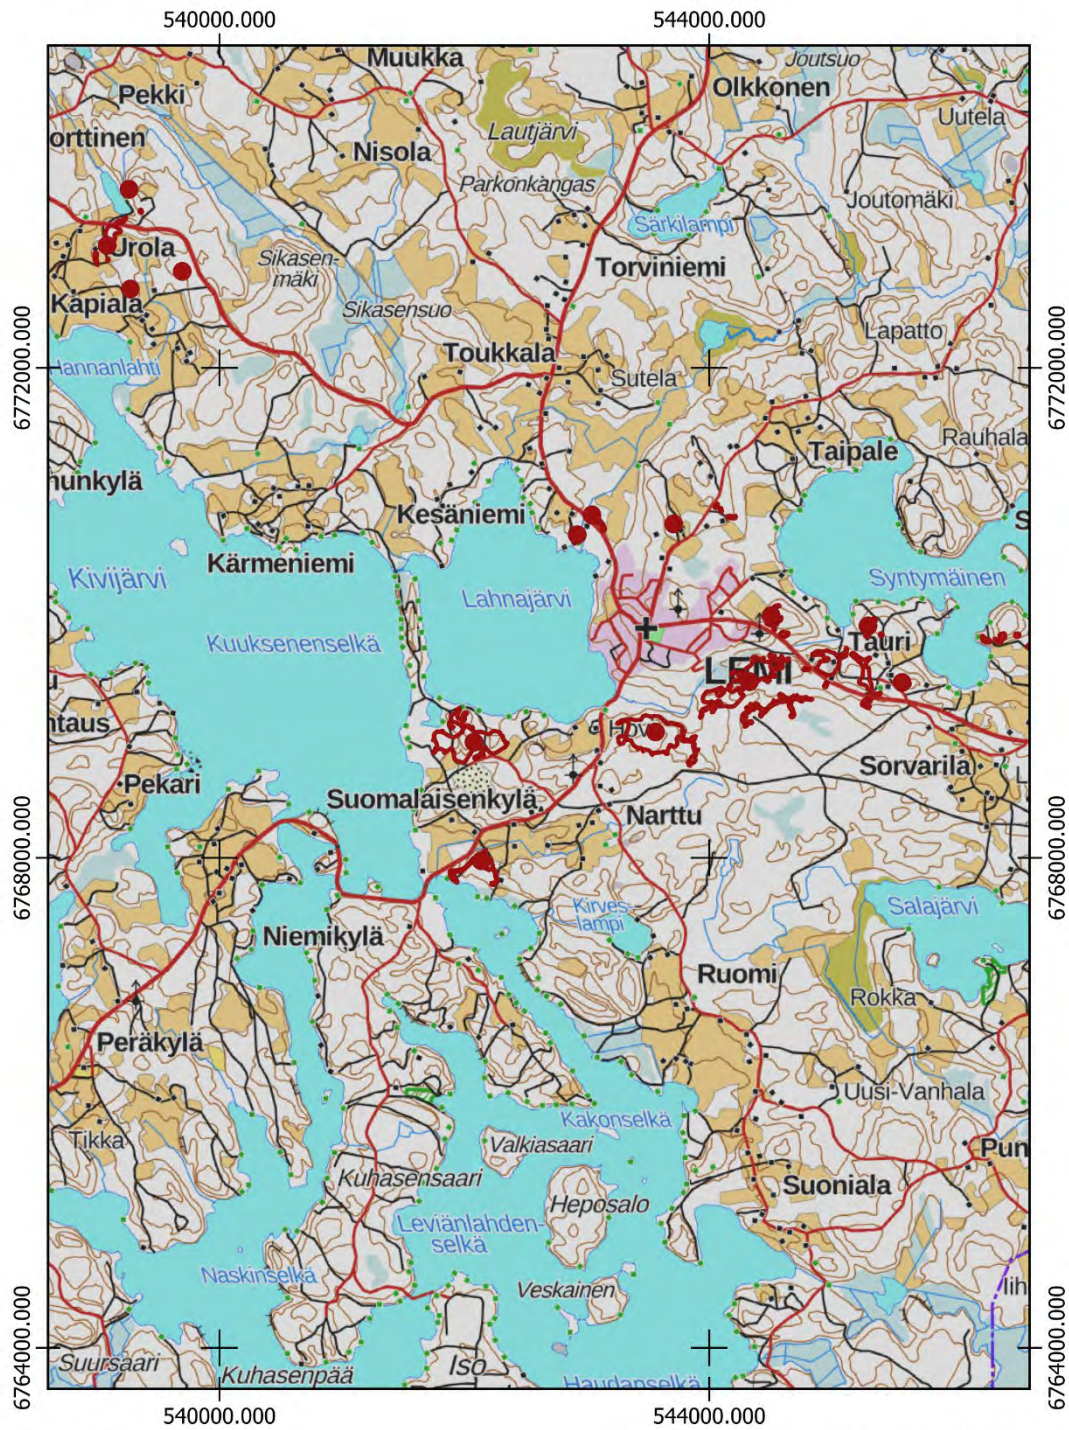 540000.000 544000.000
Muukka
Joutsuo
Pekki
Olkkonen
Uutela
orttinen
Lautjärvi
Nisola
Parkonkangas
Joutomäki
Särkilampi
Urola
Sikasen-
mäki
Torviniemi
Kapiala
Sikasensuo
Lapatto
6772000.000 6772000.000
Toukkala
Hannanlahti
Sutela
Rauhala
Taipale
unkylä
Kesäniemi
S
Kärmeniemi
Kivijärvi
Syntymäinen
Lahnajärvi
Kuuksenenselkä
Tauri
LEMI
ntaus
Sorvarila
L
Pekari
Suomalaisenkylä
Narttu
6768000.000 6768000.000
Kirves-
lampi
Salajärvi
Niemikylä
Ruomi
Rokka
Peräkylä
Uusi-Vanhala
Kakonselkä
Tikka
Valkiasaari
Pun
Kuhasensaari
Suoniala
Heposalo
Leviänlahden-
selkä
Naskinselkä
Veskainen
Iih
6764000.000 6764000.000
Suursaari
Kuhasenpää
Iso
Haudanselkä
540000.000 544000.000